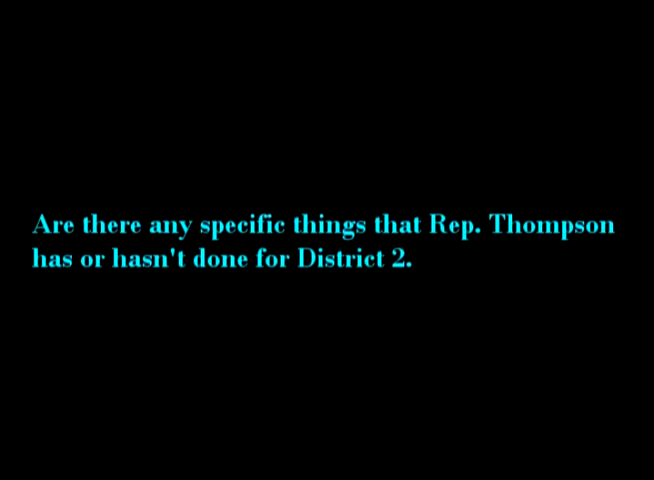 Are there any specific things that Rep. Thompson
has or hasn't done for District 2.